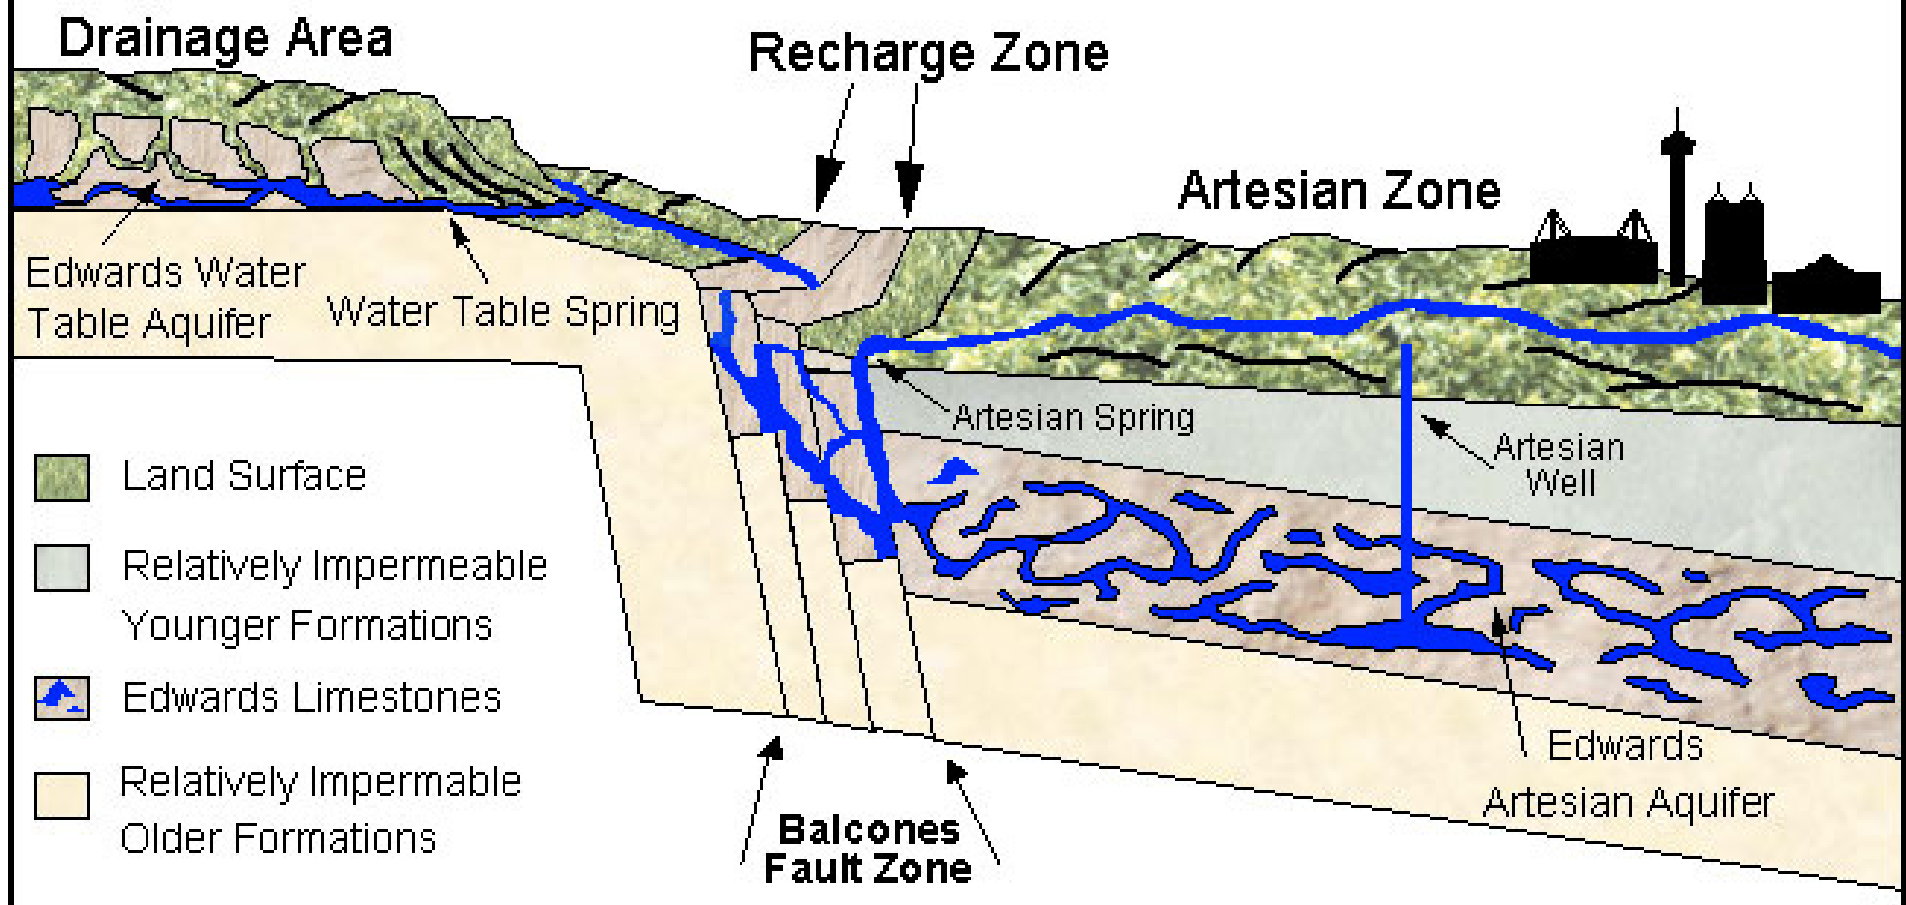 Drainage Area
Recharge Zone
Artesian Zone
Edwards Water
Table Aquifer
Water Table Spring
Artesian Spring
Artesian
Well
Land Surface
Relatively Impermeable
Younger Formations
Edwards Limestones
Relatively Impermable
Older Formations
Edwards
Artesian Aquifer
Balcones
Fault Zone